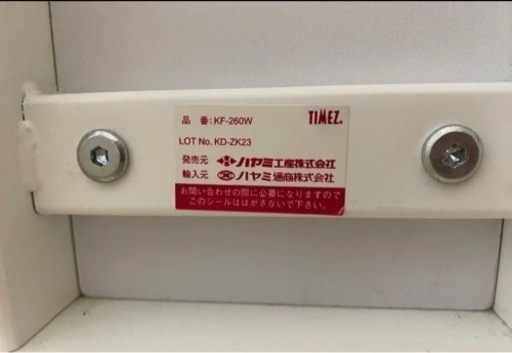 品 番:KF-260W TIMEZ
LOT No. KD-ZK23
発売元 ハヤミ工産株式会社
輸入元 ハヤミ通商株式会社
お問い合わせの際に必要になりますので
このシールははがさないで下さい。